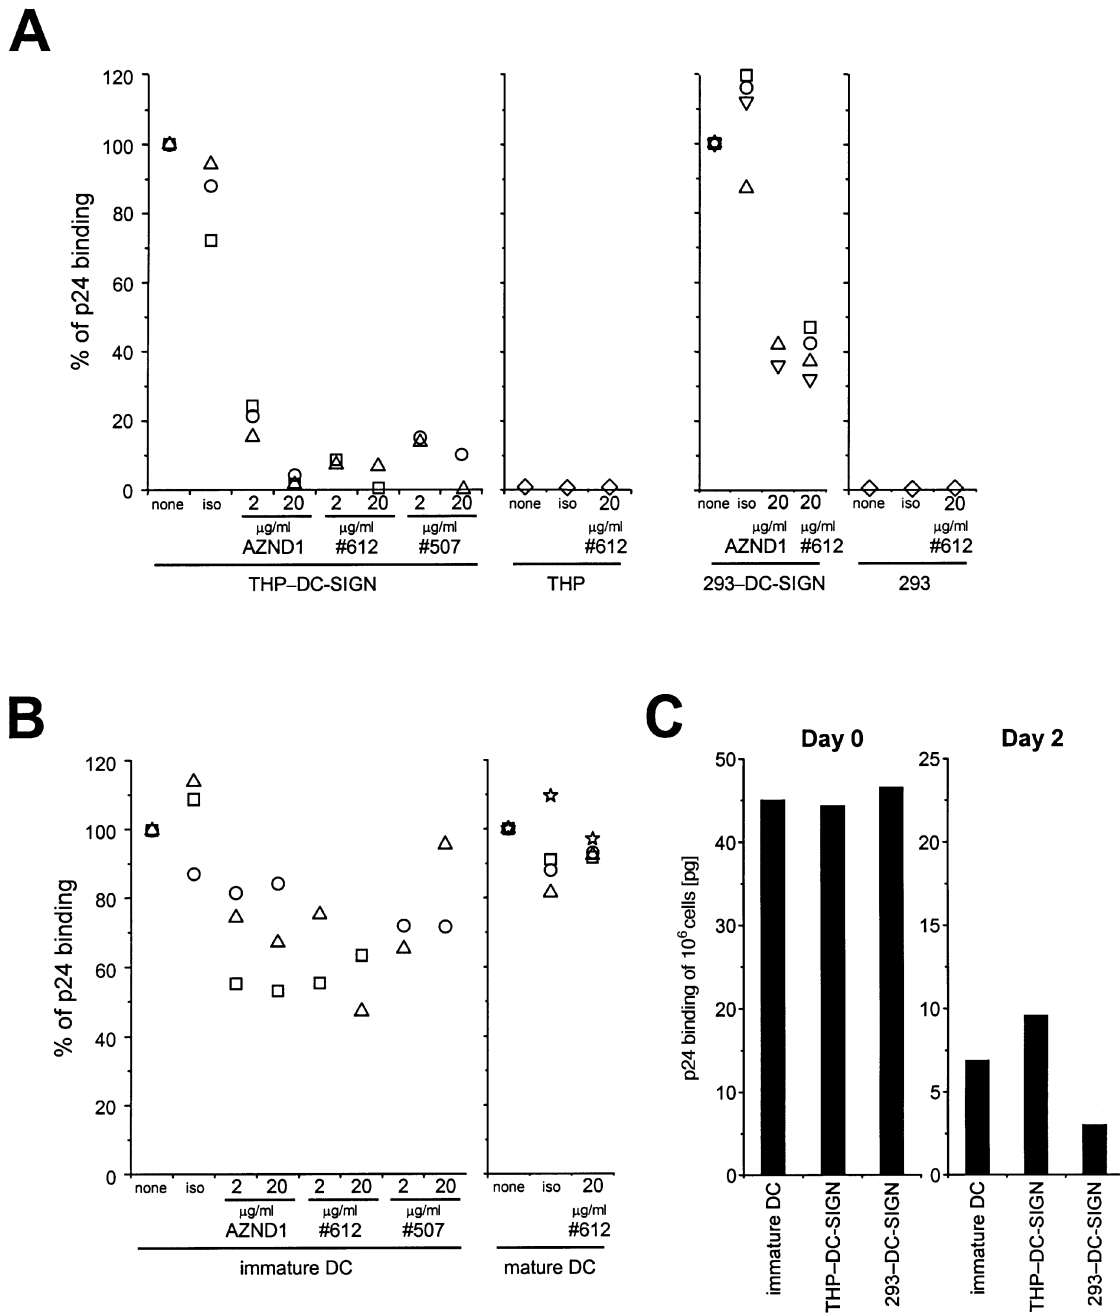 A
120
100
80
60
40
20
0
% of p24 binding
none iso 2 20 2 20 2 20
µg/ml µg/ml µg/ml
AZND1 #612 #507
THP–DC-SIGN
none iso 20
µg/ml
#612
THP
none iso 20 20
µg/ml µg/ml
AZND1 #612
293–DC-SIGN
none iso 20
µg/ml
#612
293
B
120
100
80
60
40
20
0
% of p24 binding
none iso 2 20 2 20 2 20
µg/ml µg/ml µg/ml
AZND1 #612 #507
immature DC
none iso 20
µg/ml
#612
mature DC
C
Day 0
50
40
30
20
10
0
p24 binding of 10⁶ cells [pg]
immature DC
THP–DC-SIGN
293–DC-SIGN
Day 2
25
20
15
10
5
0
immature DC
THP–DC-SIGN
293–DC-SIGN